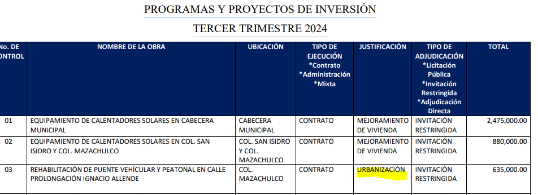 PROGRAMAS Y PROYECTOS DE INVERSIÓN
TERCER TRIMESTRE 2024
No. DE CONTROL NOMBRE DE LA OBRA UBICACIÓN TIPO DE EJECUCIÓN *Contrato *Administración *Mixta JUSTIFICACIÓN TIPO DE ADJUDICACIÓN *Licitación Pública *Invitación Restringida *Adjudicación Directa TOTAL
01 EQUIPAMIENTO DE CALENTADORES SOLARES EN CABECERA MUNICIPAL CABECERA MUNICIPAL CONTRATO MEJORAMIENTO DE VIVIENDA INVITACIÓN RESTRINGIDA 2,475,000.00
02 EQUIPAMIENTO DE CALENTADORES SOLARES EN COL. SAN ISIDRO Y COL. MAZACHULCO COL. SAN ISIDRO Y COL. MAZACHULCO CONTRATO MEJORAMIENTO DE VIVIENDA INVITACIÓN RESTRINGIDA 880,000.00
03 REHABILITACIÓN DE PUENTE VEHÍCULAR Y PEATONAL EN CALLE PROLONGACIÓN IGNACIO ALLENDE COL. MAZACHULCO CONTRATO URBANIZACIÓN INVITACIÓN RESTRINGIDA 635,000.00